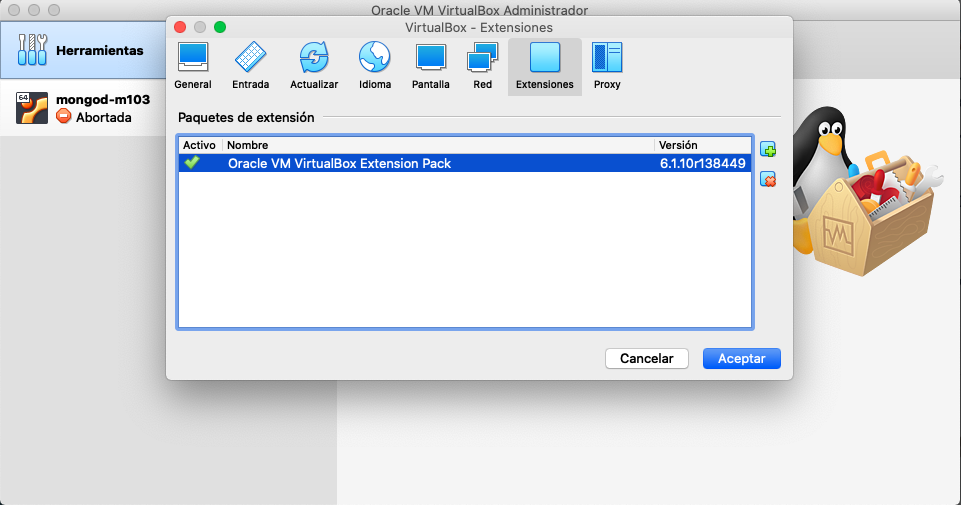 Oracle VM VirtualBox Administrador
VirtualBox - Extensiones
Herramientas
General
Entrada
Actualizar
Idioma
Pantalla
Red
Extensiones
Proxy
64
mongod-m103
Abortada
Paquetes de extensión
Activo Nombre Versión
Oracle VM VirtualBox Extension Pack 6.1.10r138449
Cancelar Aceptar